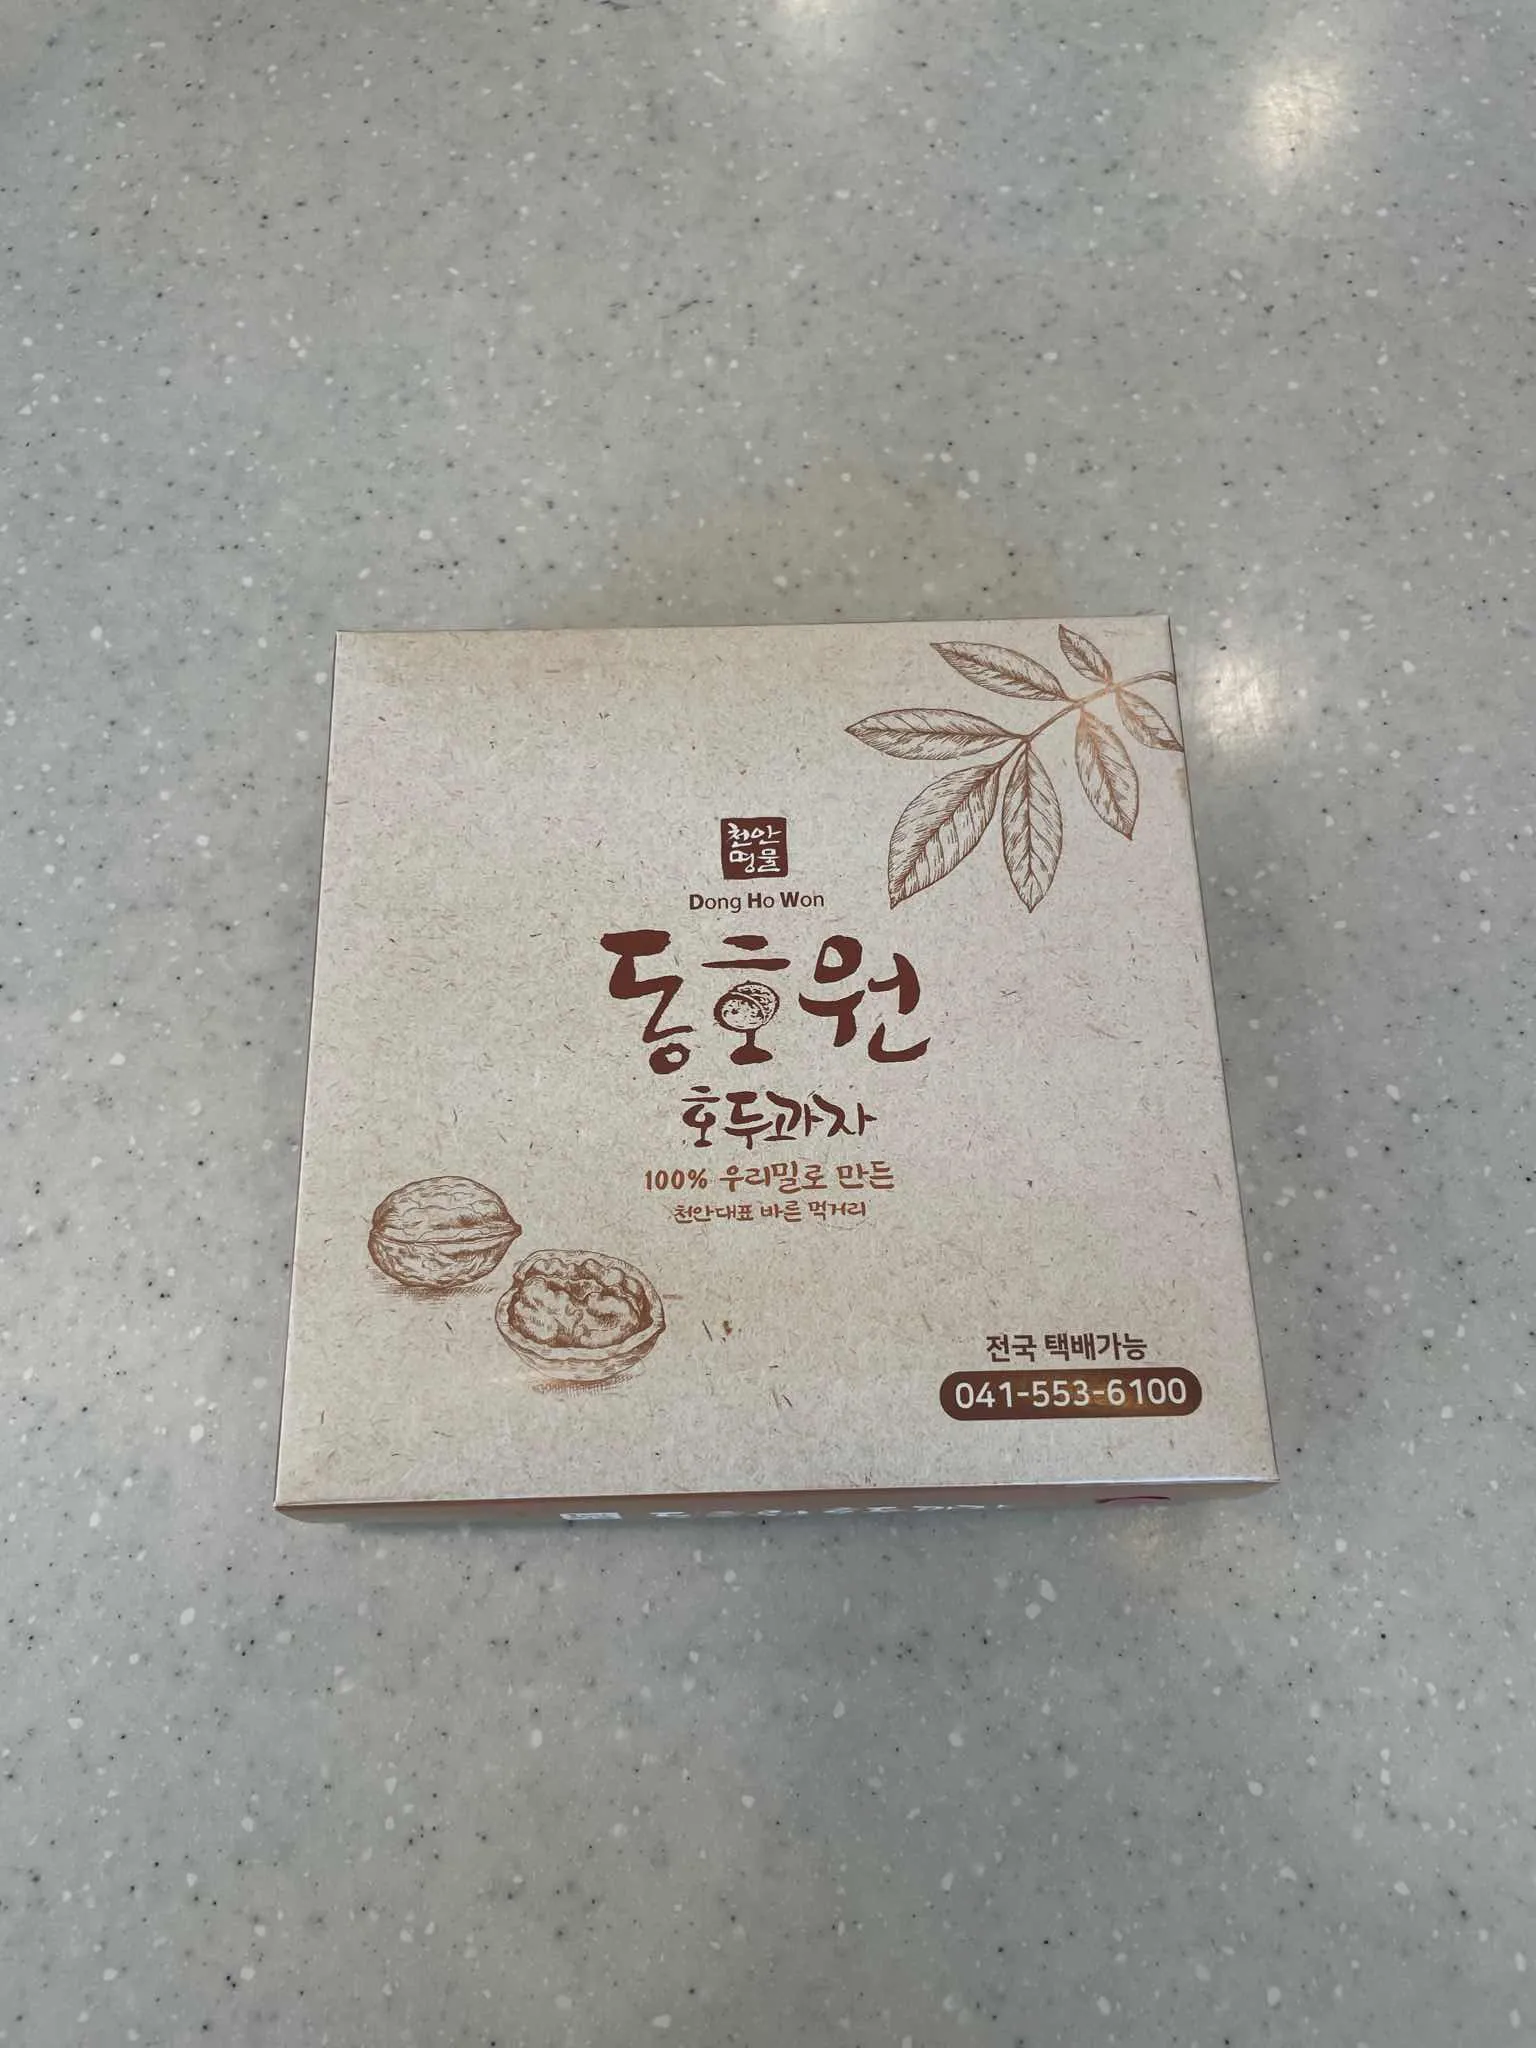 천안
명물
Dong Ho Won
동호원
호두과자
100% 우리밀로 만든
천안대표 바른 먹거리
전국 택배가능
041-553-6100